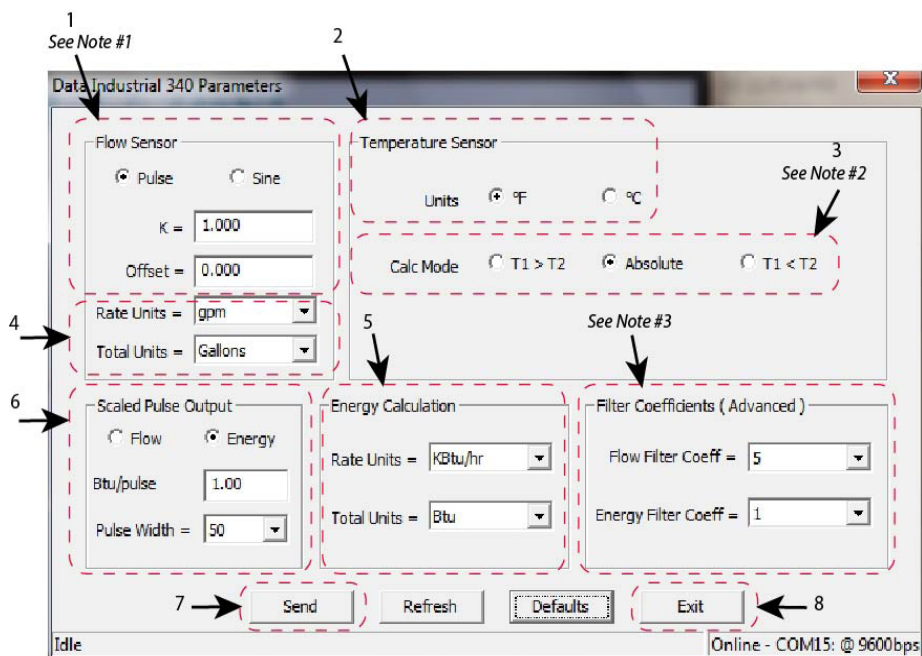 1
See Note #1
2
Data Industrial 340 Parameters
X
Flow Sensor
Pulse
Sine
K =
1.000
Offset =
0.000
Rate Units =
gpm
Total Units =
Gallons
4
Temperature Sensor
Units
°F
°C
3
See Note #2
Calc Mode
T1 > T2
Absolute
T1 < T2
5
See Note #3
6
Scaled Pulse Output
Flow
Energy
Btu/pulse
1.00
Pulse Width =
50
Energy Calculation
Rate Units =
KBtu/hr
Total Units =
Btu
Filter Coefficients ( Advanced )
Flow Filter Coeff =
5
Energy Filter Coeff =
1
7
Send
Refresh
Defaults
Exit
8
Idle
Online - COM15: @ 9600bps